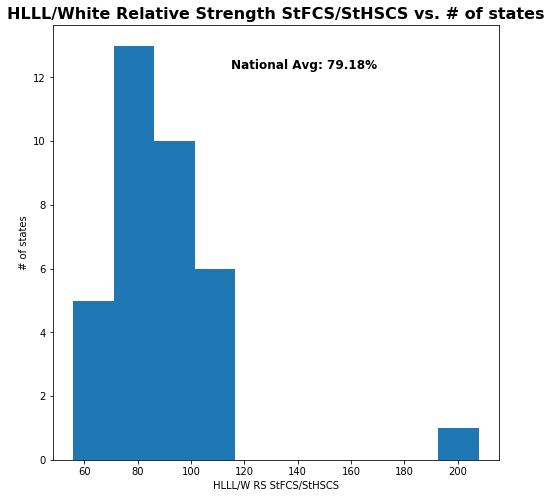 HLLL/White Relative Strength StFCS/StHSCS vs. # of states
National Avg: 79.18%
# of states
12
10
8
6
4
2
0
60 80 100 120 140 160 180 200
HLLL/W RS StFCS/StHSCS